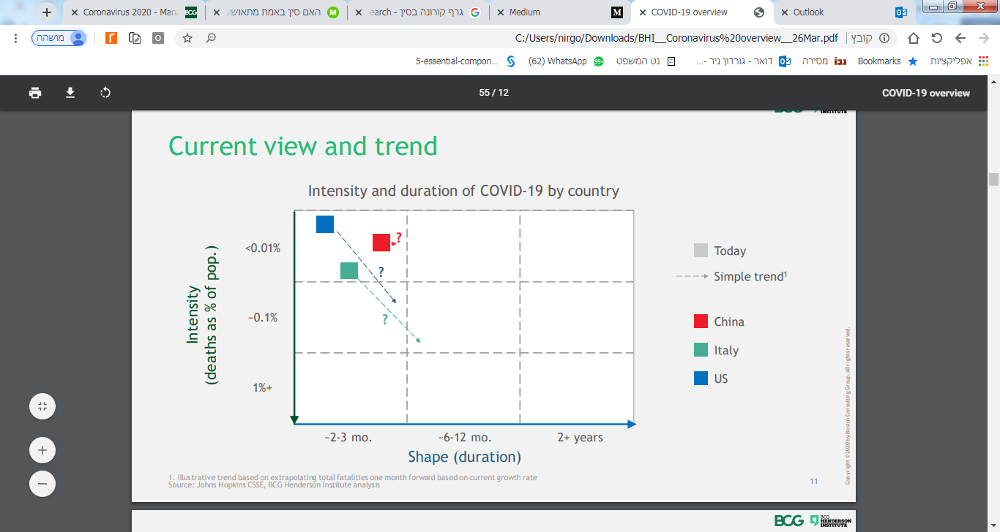 Coronavirus 2020 - Mana
BCG
האם סין באמת מתאושש
גרף קורונה בסין - earch
Medium
M
COVID-19 overview
Outlook
מושהה
C:/Users/nirgo/Downloads/BHI__Coronavirus%20overview__26Mar.pdf
קובץ
5-essential-compon...
(62) WhatsApp
99+
נט המשפט
דואר - גורדון ניר -...
מסירה
Bookmarks
אפליקציות
55 / 12
COVID-19 overview
BCG
INSTITUTE
Current view and trend
Intensity and duration of COVID-19 by country
Intensity
(deaths as % of pop.)
<0.01%
~0.1%
1%+
?
?
?
Today
Simple trend¹
China
Italy
US
~2-3 mo.
~6-12 mo.
2+ years
Shape (duration)
1. Illustrative trend based on extrapolating total fatalities one month forward based on current growth rate
Source: Johns Hopkins CSSE, BCG Henderson Institute analysis
11
Copyright ©2020 by Boston Consulting Group. All rights reserved.
BCG
BCG
HENDERSON
INSTITUTE